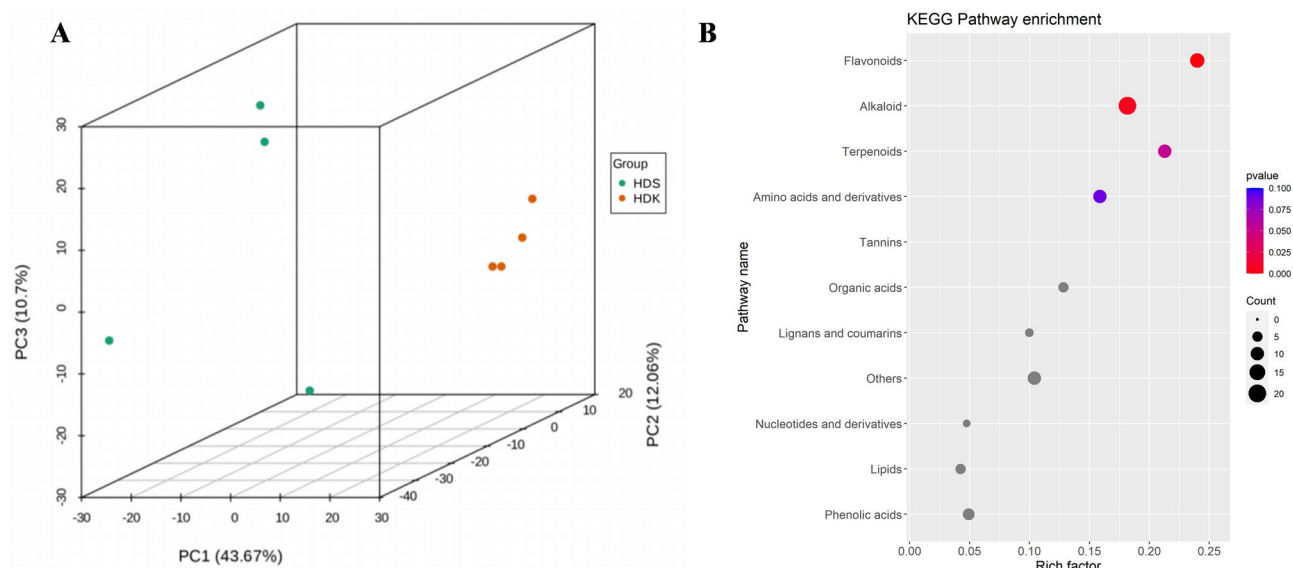 A
30
20
10
0
-10
-20
-30
PC3 (10.7%)
-30
-20
-10
0
10
20
30
PC1 (43.67%)
-40
-30
-20
-10
0
10
20
PC2 (12.06%)
Group
HDS
HDK
B
KEGG Pathway enrichment
Pathway name
Flavonoids
Alkaloid
Terpenoids
Amino acids and derivatives
Tannins
Organic acids
Lignans and coumarins
Others
Nucleotides and derivatives
Lipids
Phenolic acids
0.00 0.05 0.10 0.15 0.20 0.25
Rich factor
pvalue
0.100
0.075
0.050
0.025
0.000
Count
0
5
10
15
20